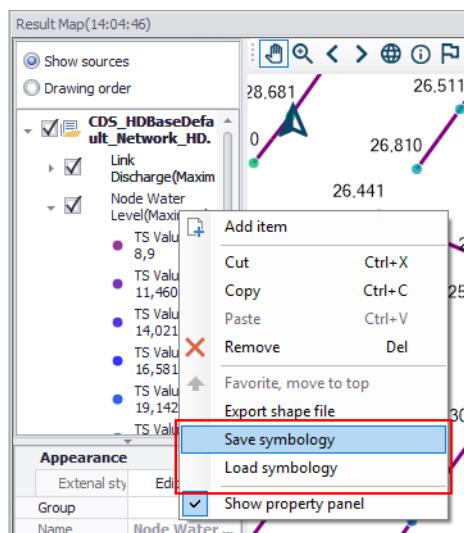 Result Map(14:04:46)
Show sources
Drawing order
CDS_HDBaseDefa
ult_Network_HD.
Link
Discharge(Maxim
Node Water
Level(Maxim
TS Valu
8,9
TS Valu
11,460
TS Valu
14,021
TS Valu
16,581
TS Valu
19,142
TS Valu
Appearance
Extenal sty
Edi
Group
Name
Node Water ...
28,681
26,511
0
26,810
26,441
Add item
Cut Ctrl+X
Copy Ctrl+C
Paste Ctrl+V
Remove Del
Favorite, move to top
Export shape file
Save symbology
Load symbology
Show property panel